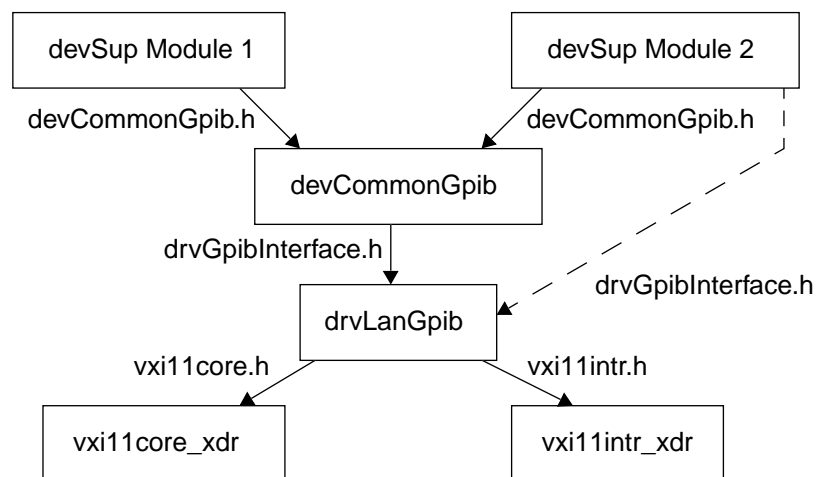 devSup Module 1
devSup Module 2
devCommonGpib.h
devCommonGpib.h
devCommonGpib
drvGpibInterface.h
drvGpibInterface.h
drvLanGpib
vxi11core.h
vxi11intr.h
vxi11core_xdr
vxi11intr_xdr